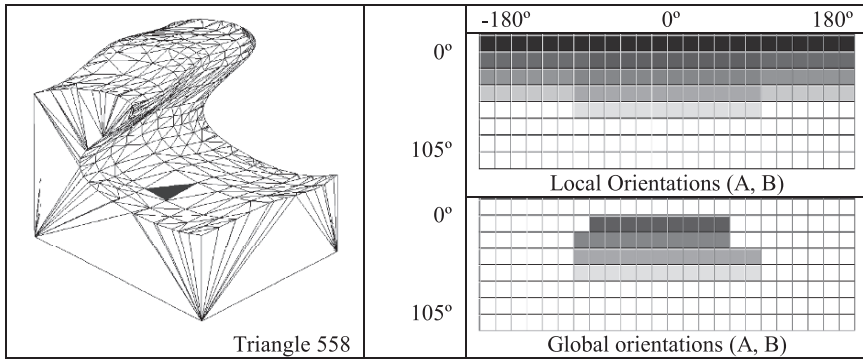 -180º 0º 180º
0º
105º
Local Orientations (A, B)
0º
105º
Triangle 558
Global orientations (A, B)